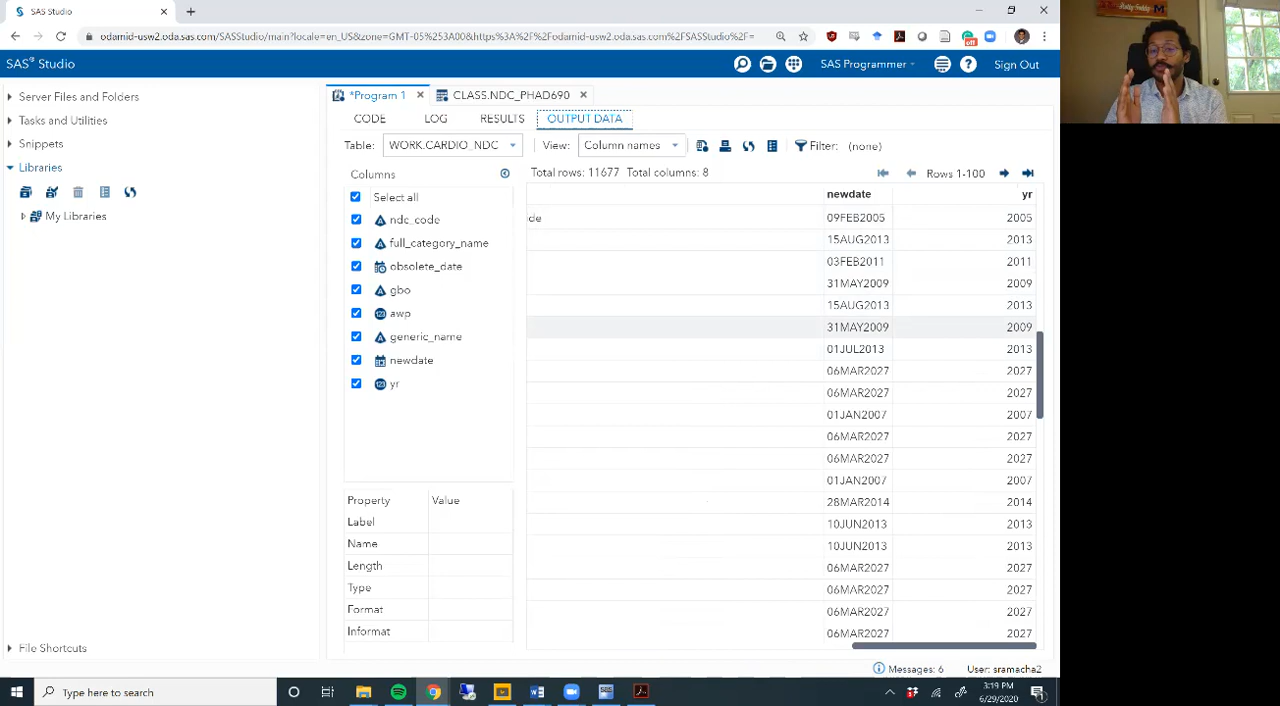 SAS Studio
odamid-usw2.oda.sas.com/SASStudio/main?locale=en_US&zone=GMT-05%253A00&https%3A%2F%2Fodamid-usw2.oda.sas.com%2FSASStudio%2F=
off
SAS® Studio
SAS Programmer
Sign Out
Server Files and Folders
Tasks and Utilities
Snippets
Libraries
My Libraries
File Shortcuts
*Program 1
CLASS.NDC_PHAD690
CODE LOG RESULTS OUTPUT DATA
Table: WORK.CARDIO_NDC View: Column names Filter: (none)
Columns
Total rows: 11677 Total columns: 8
Rows 1-100
Select all
ndc_code
full_category_name
obsolete_date
gbo
awp
generic_name
newdate
yr
Property Value
Label
Name
Length
Type
Format
Informat
newdate yr
de 09FEB2005 2005
15AUG2013 2013
03FEB2011 2011
31MAY2009 2009
15AUG2013 2013
31MAY2009 2009
01JUL2013 2013
06MAR2027 2027
06MAR2027 2027
01JAN2007 2007
06MAR2027 2027
06MAR2027 2027
01JAN2007 2007
28MAR2014 2014
10JUN2013 2013
10JUN2013 2013
06MAR2027 2027
06MAR2027 2027
06MAR2027 2027
06MAR2027 2027
Messages: 6 User: sramacha2
Type here to search
3:19 PM
6/29/2020